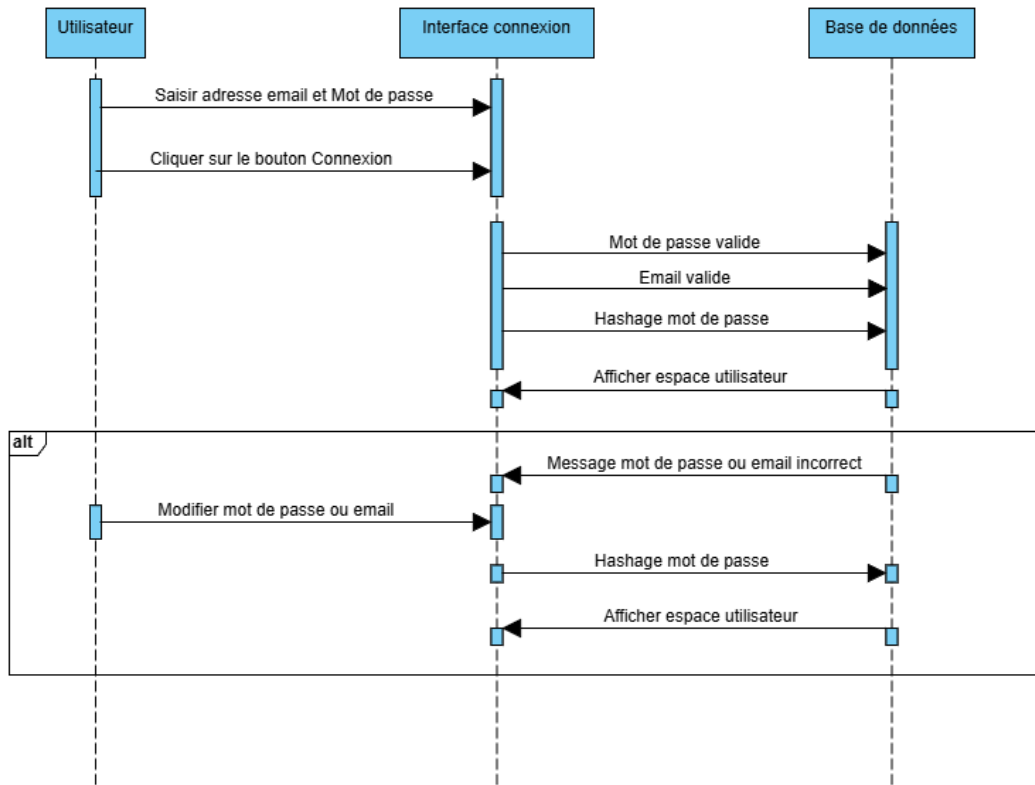 Utilisateur
Interface connexion
Base de données
Saisir adresse email et Mot de passe
Cliquer sur le bouton Connexion
Mot de passe valide
Email valide
Hashage mot de passe
Afficher espace utilisateur
alt
Message mot de passe ou email incorrect
Modifier mot de passe ou email
Hashage mot de passe
Afficher espace utilisateur